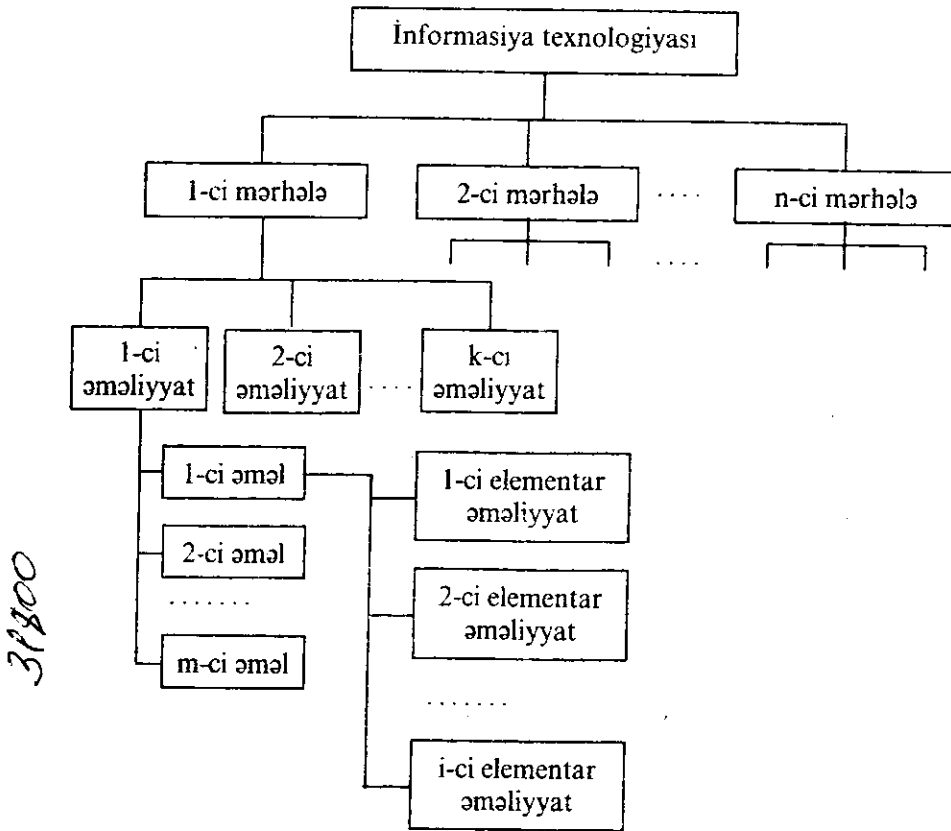 İnformasiya texnologiyası
1-ci mərhələ
2-ci mərhələ
. . . .
n-ci mərhələ
. . . .
1-ci
əməliyyat
2-ci
əməliyyat
. . . .
k-cı
əməliyyat
1-ci əməl
2-ci əməl
. . . . . . .
m-ci əməl
1-ci elementar
əməliyyat
2-ci elementar
əməliyyat
. . . . . . .
i-ci elementar
əməliyyat